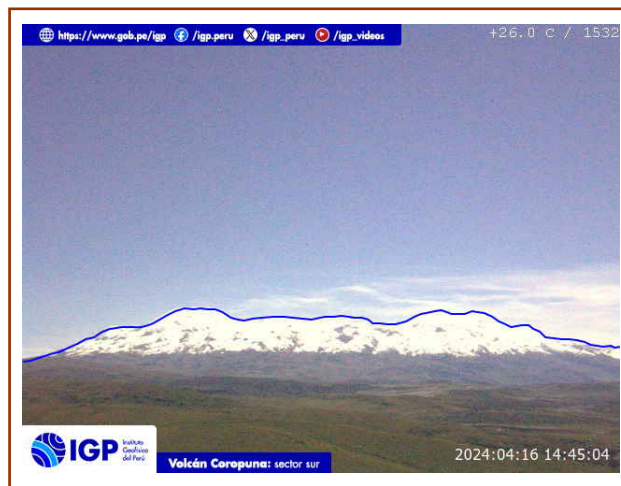 https://www.gob.pe/igp /igp.peru /igp_peru /igp_videos
+26.0 C / 1532
IGP Instituto
Geofísico
del Perú
Volcán Coropuna: sector sur
2024:04:16 14:45:04